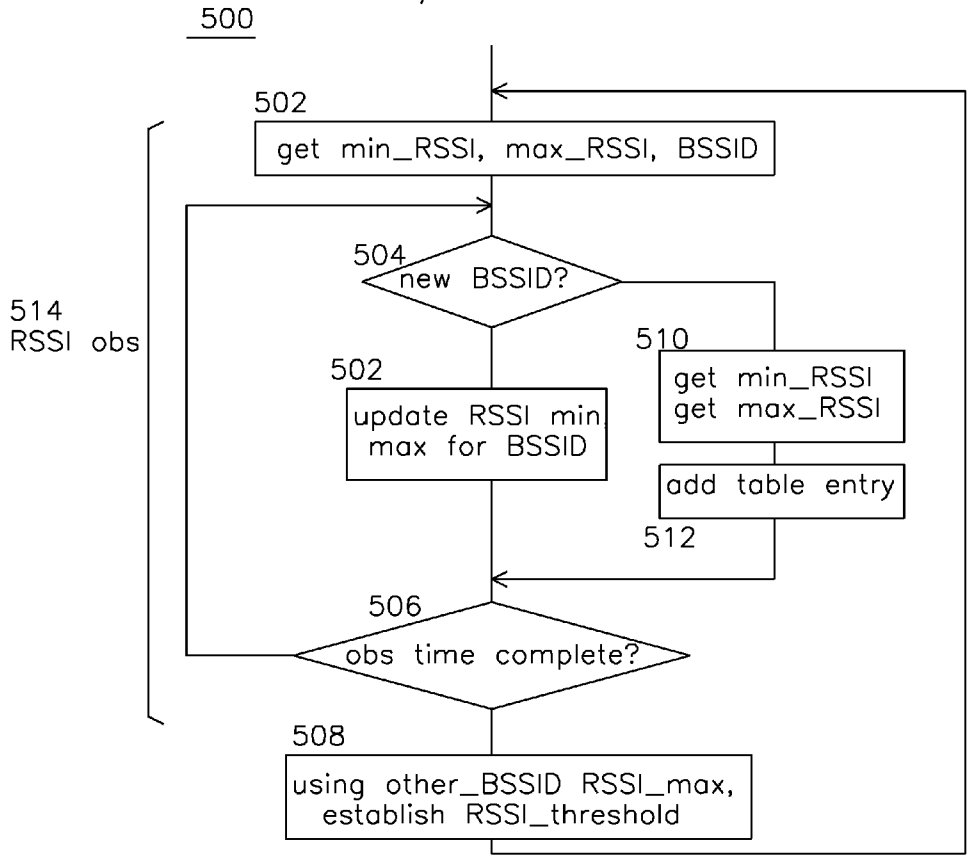 500
502
get min_RSSI, max_RSSI, BSSID
504
new BSSID?
514
RSSI obs
510
get min_RSSI
get max_RSSI
502
update RSSI min
max for BSSID
add table entry
512
506
obs time complete?
508
using other_BSSID RSSI_max,
establish RSSI_threshold